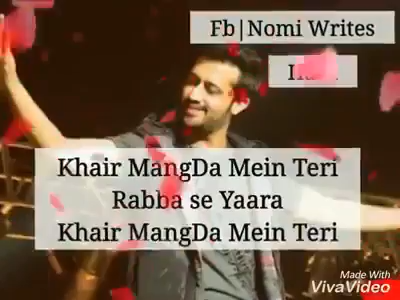 Fb|Nomi Writes
Khair MangDa Mein Teri
Rabba se Yaara
Khair MangDa Mein Teri
Made With
VivaVideo